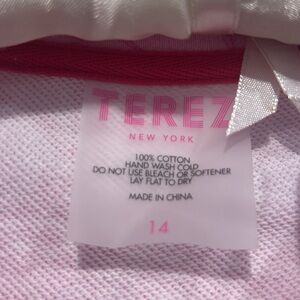 TEREZ
NEW YORK
100% COTTON
HAND WASH COLD
DO NOT USE BLEACH OR SOFTENER
LAY FLAT TO DRY
MADE IN CHINA
14